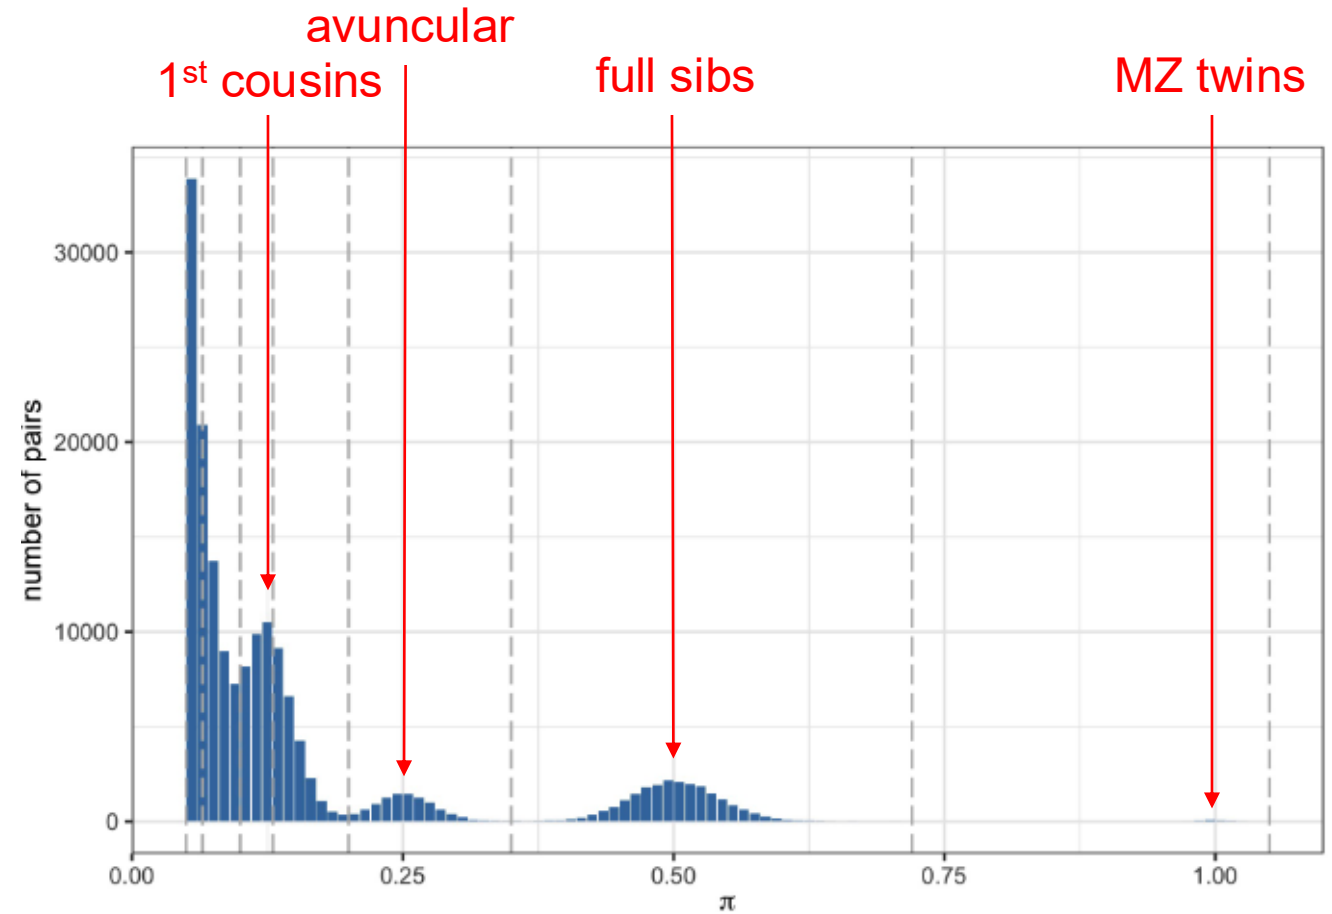 avuncular
1st cousins
full sibs
MZ twins
number of pairs
30000
20000
10000
0
0.00
0.25
0.50
0.75
1.00
π